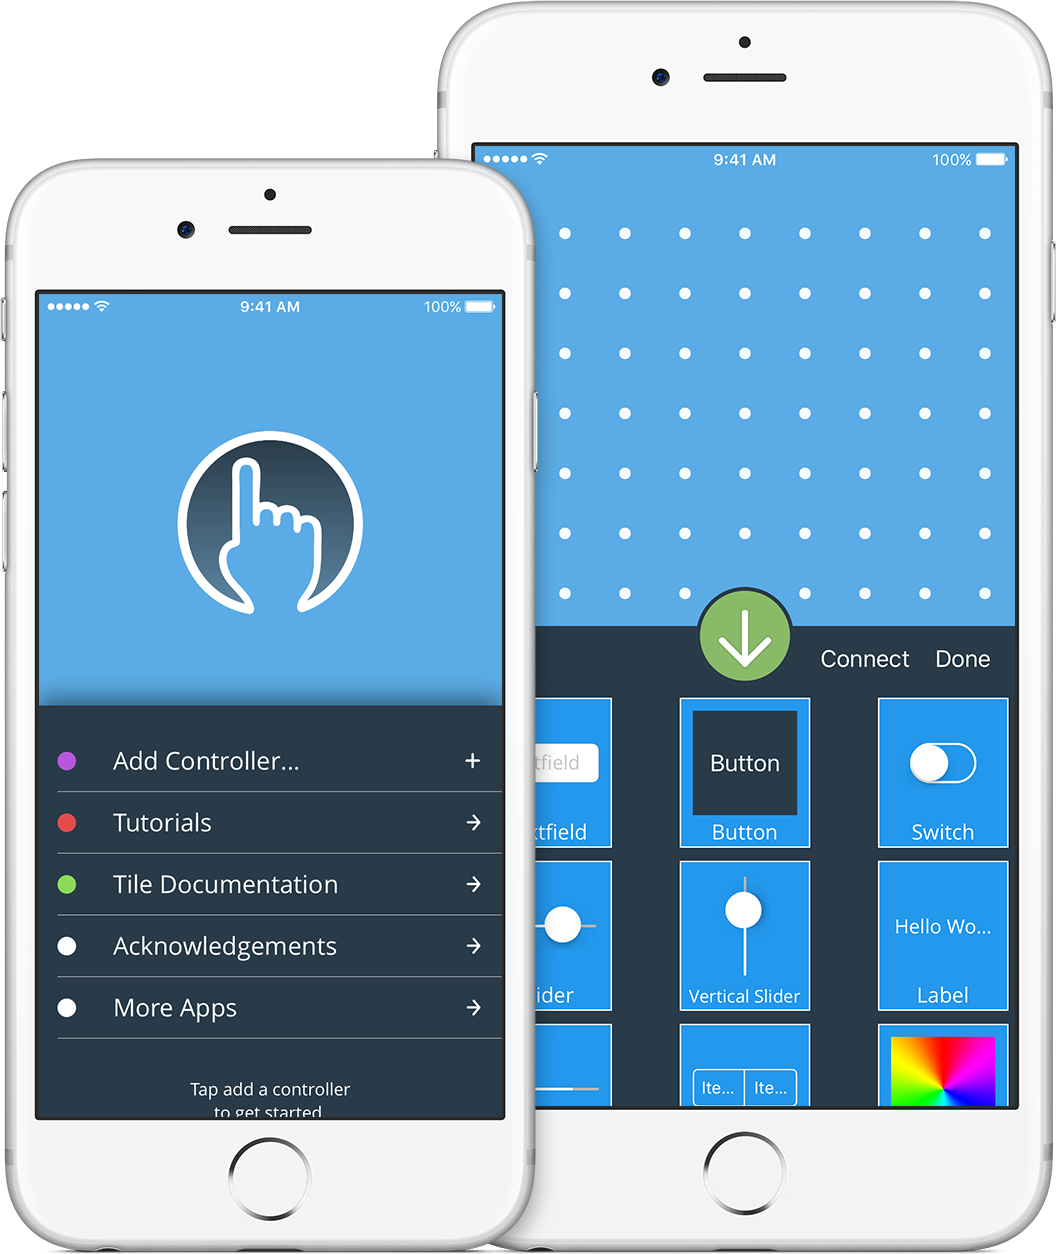 9:41 AM
100%
Add Controller...
Tutorials
Tile Documentation
Acknowledgements
More Apps
Tap add a controller
to get started
9:41 AM
100%
Connect
Done
tfield
Button
xtfield
Button
Switch
Hello Wo...
ider
Vertical Slider
Label
Ite...
Ite...